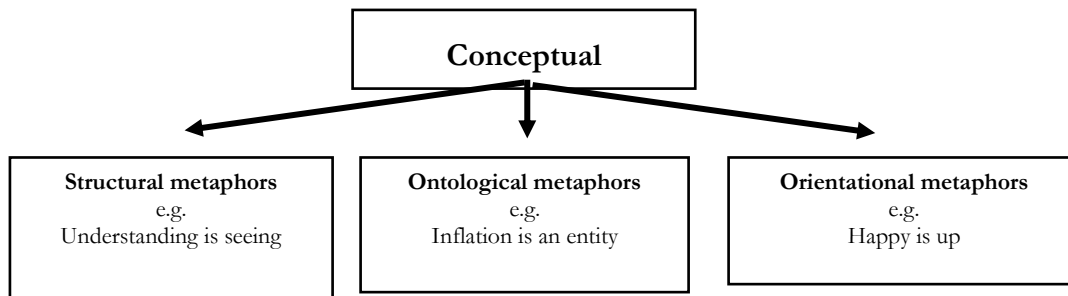 Conceptual
Structural metaphors
e.g.
Understanding is seeing
Ontological metaphors
e.g.
Inflation is an entity
Orientational metaphors
e.g.
Happy is up